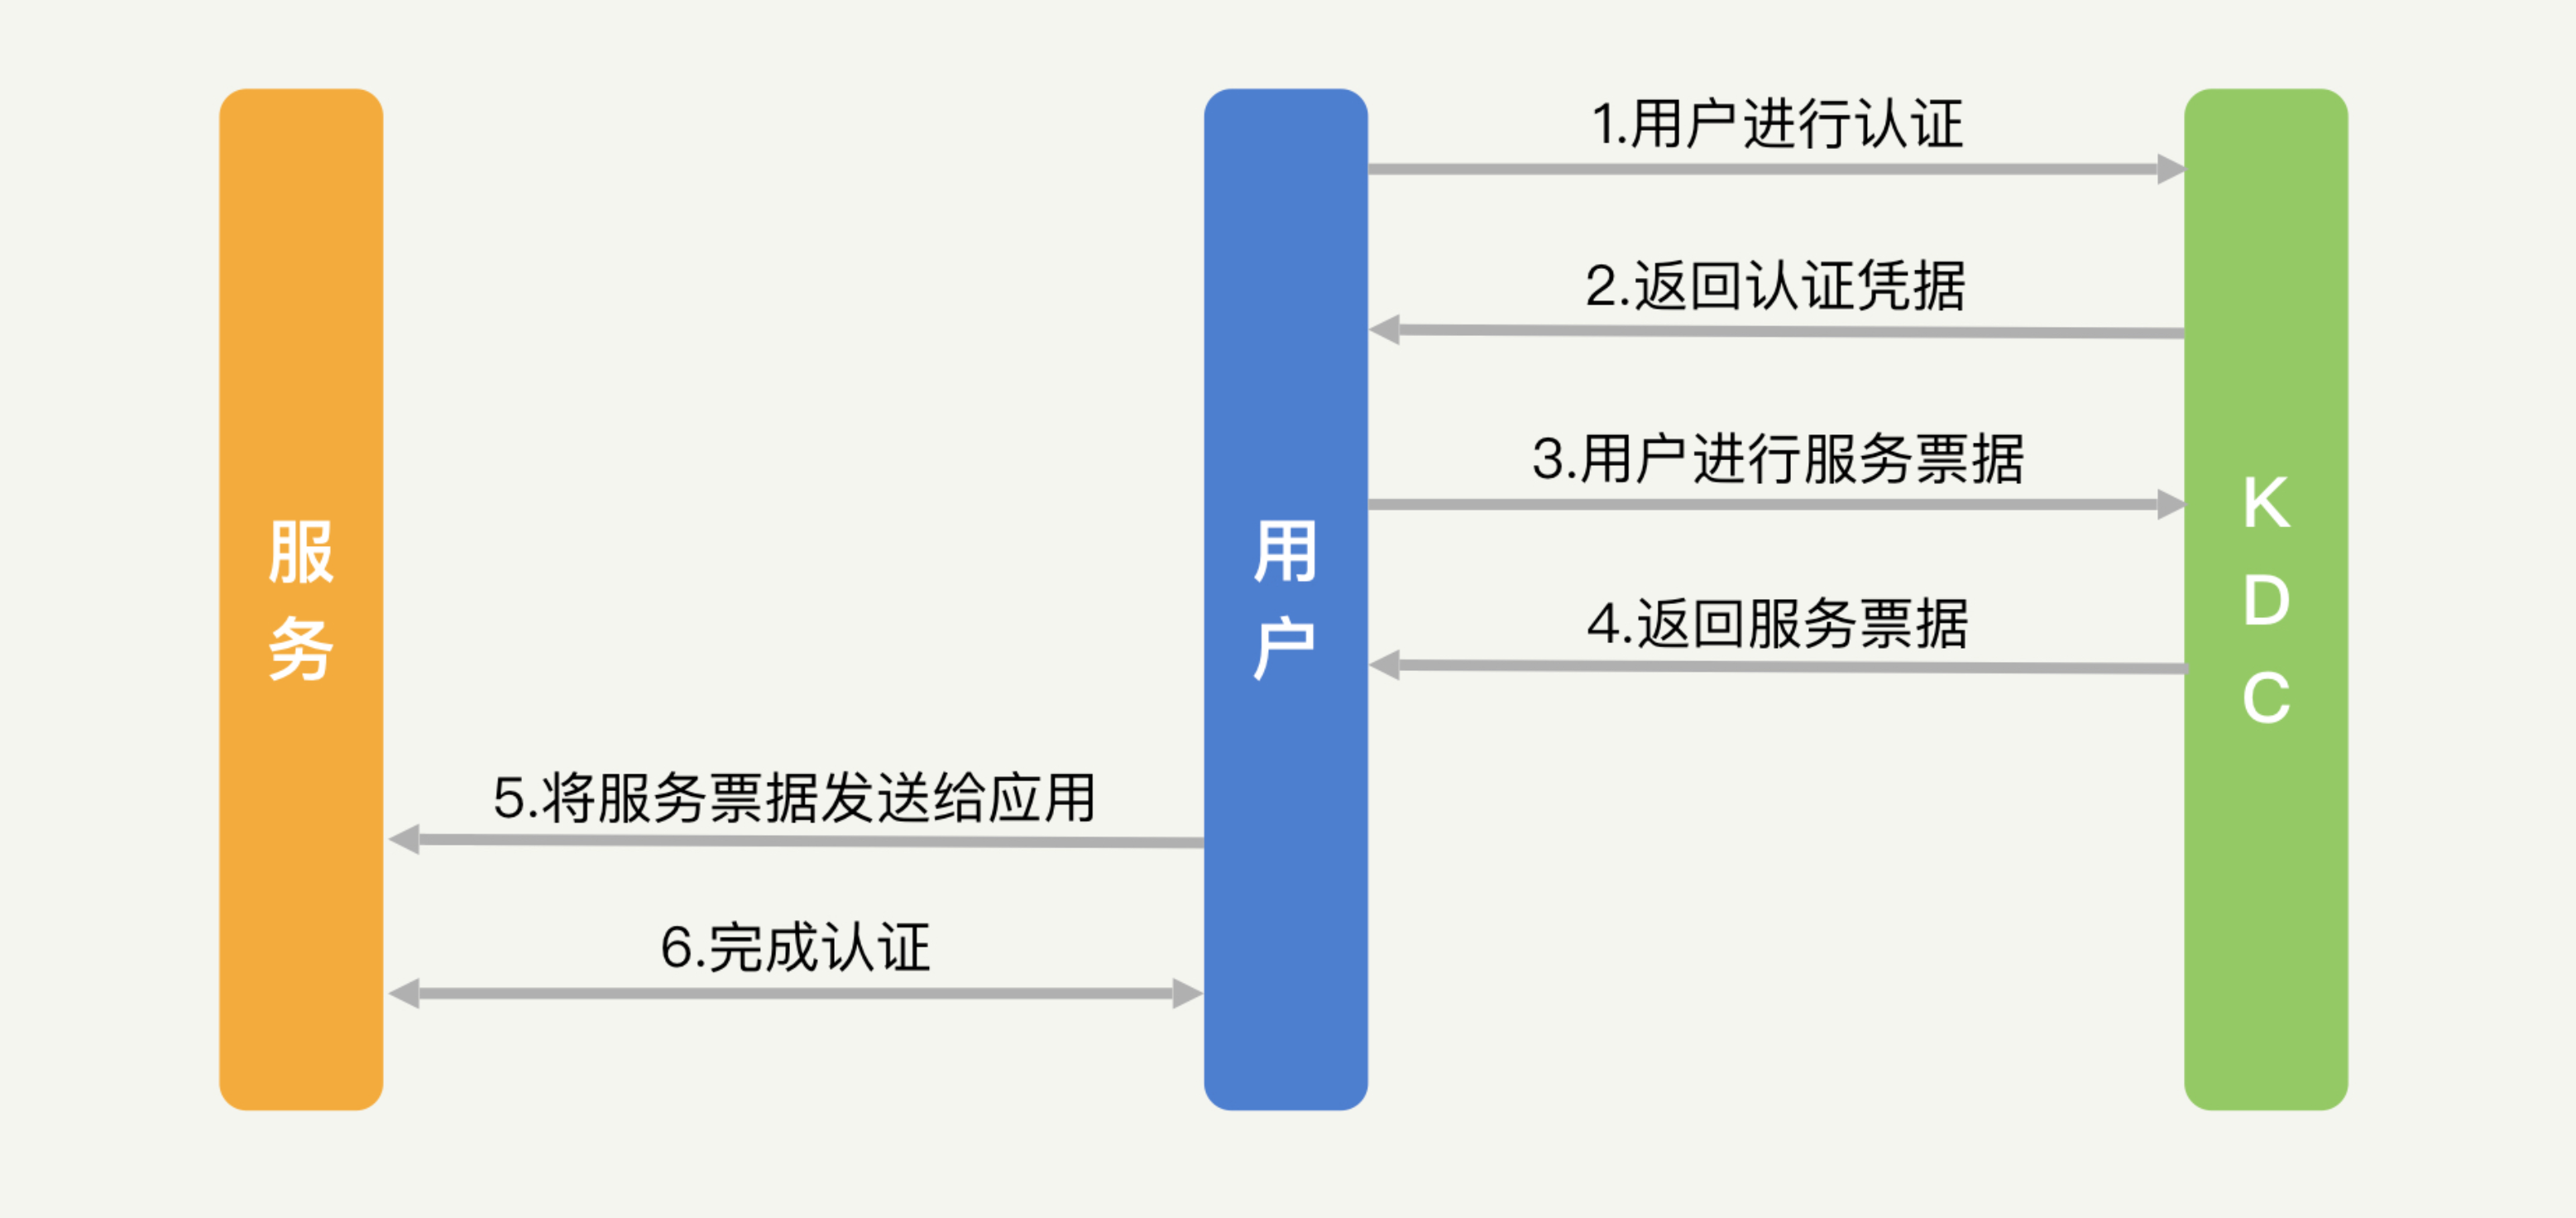 1.用户进行认证
2.返回认证凭据
3.用户进行服务票据
4.返回服务票据
服务
用户
KDC
5.将服务票据发送给应用
6.完成认证